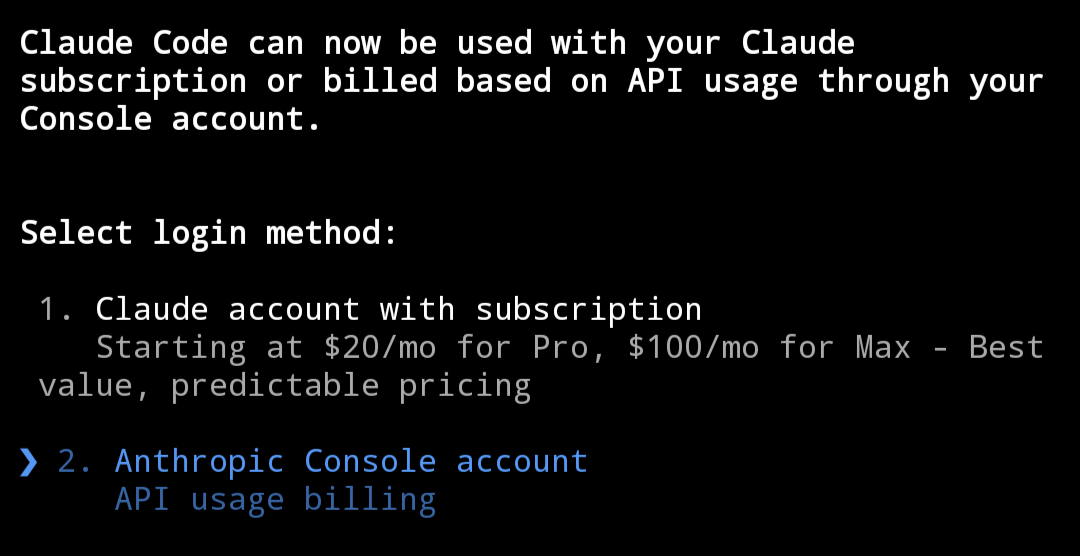 Claude Code can now be used with your Claude
subscription or billed based on API usage through your
Console account.
Select login method:
1. Claude account with subscription
Starting at $20/mo for Pro, $100/mo for Max - Best
value, predictable pricing
❯ 2. Anthropic Console account
API usage billing